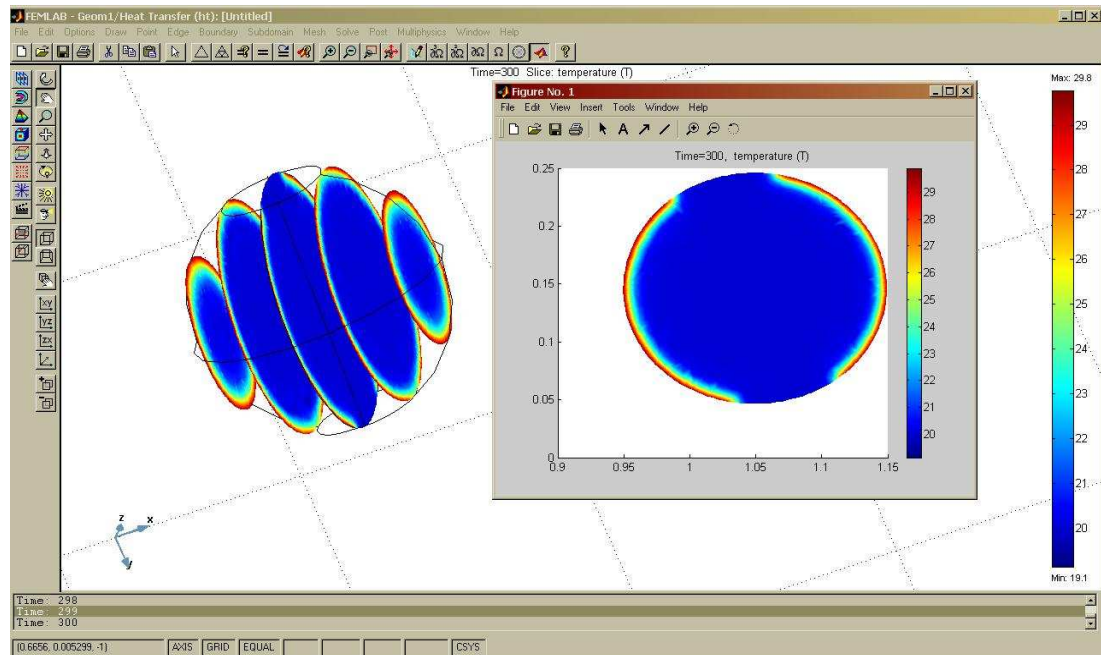 FEMLAB - Geom1/Heat Transfer (ht): [Untitled]
File Edit Options Draw Point Edge Boundary Subdomain Mesh Solve Post Multiphysics Window Help
Time=300 Slice: temperature (T)
Max: 29.8
29
28
27
26
25
24
23
22
21
20
Min: 19.1
Figure No. 1
File Edit View Insert Tools Window Help
A
Time=300, temperature (T)
0.25
0.2
0.15
0.1
0.05
0
0.9
0.95
1
1.05
1.1
1.15
29
28
27
26
25
24
23
22
21
20
xy
yz
zx
z
x
y
Time: 298
Time: 299
Time: 300
(0.6656, 0.005299, -1) AXIS GRID EQUAL CSYS